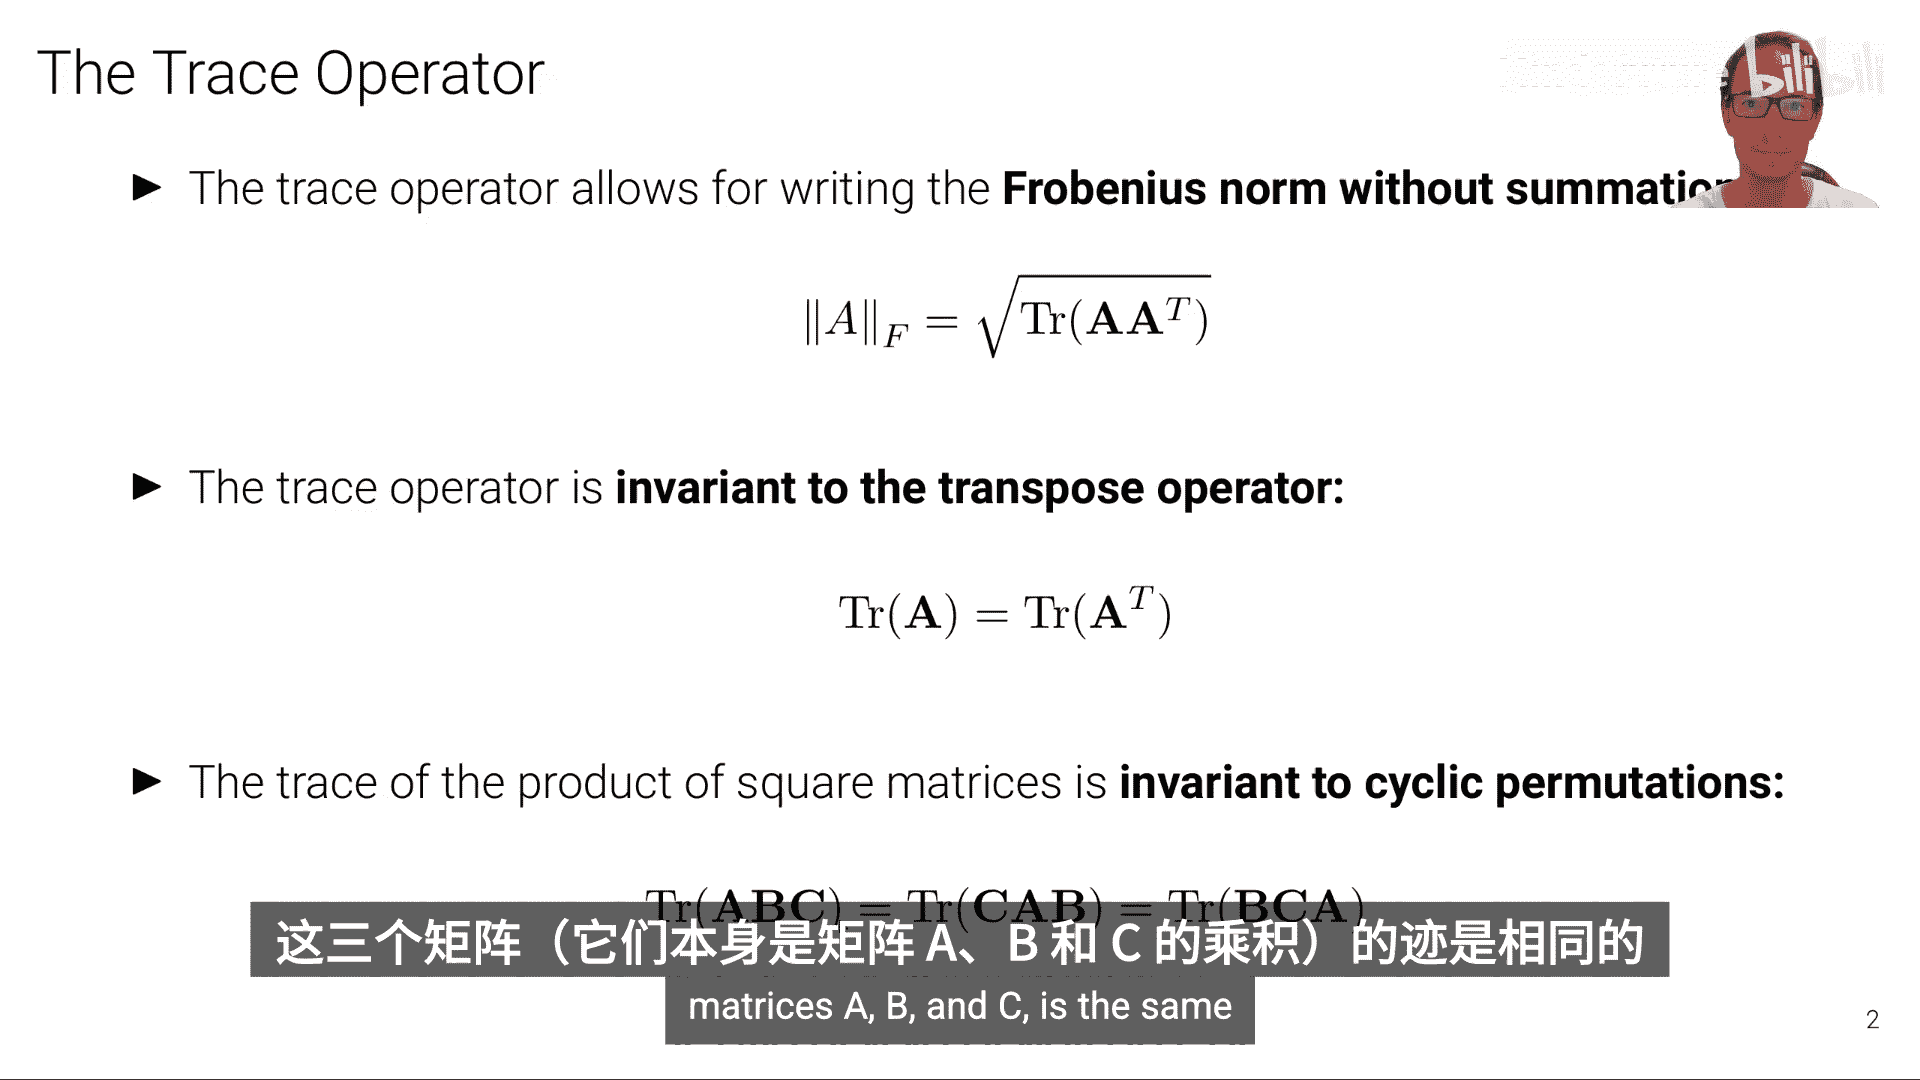 The Trace Operator
bili bili
► The trace operator allows for writing the Frobenius norm without
‖A‖_F = √Tr(AA^T)
► The trace operator is invariant to the transpose operator:
Tr(A) = Tr(A^T)
► The trace of the product of square matrices is invariant to cyclic permutations:
Tr(ABC) = Tr(CAB) = Tr(BCA)
这三个矩阵（它们本身是矩阵 A、B 和 C 的乘积）的迹是相同的
matrices A, B, and C, is the same
2